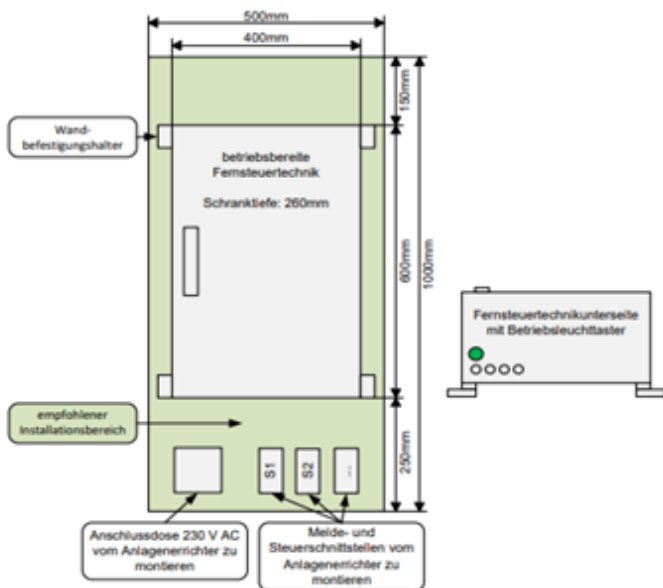 500mm
400mm
150mm
Wand-
befestigungshalter
betriebsbereite
Fernsteuertechnik
Schranktiefe: 260mm
600mm
1000mm
Fernsteuertechnikunterseite
mit Betriebsleuchttaster
empfohlener
Installationsbereich
250mm
S1
S2
...
Anschlussdose 230 V AC
vom Anlagenerrichter zu
montieren
Melde- und
Steuerschnittstellen vom
Anlagenerrichter zu
montieren